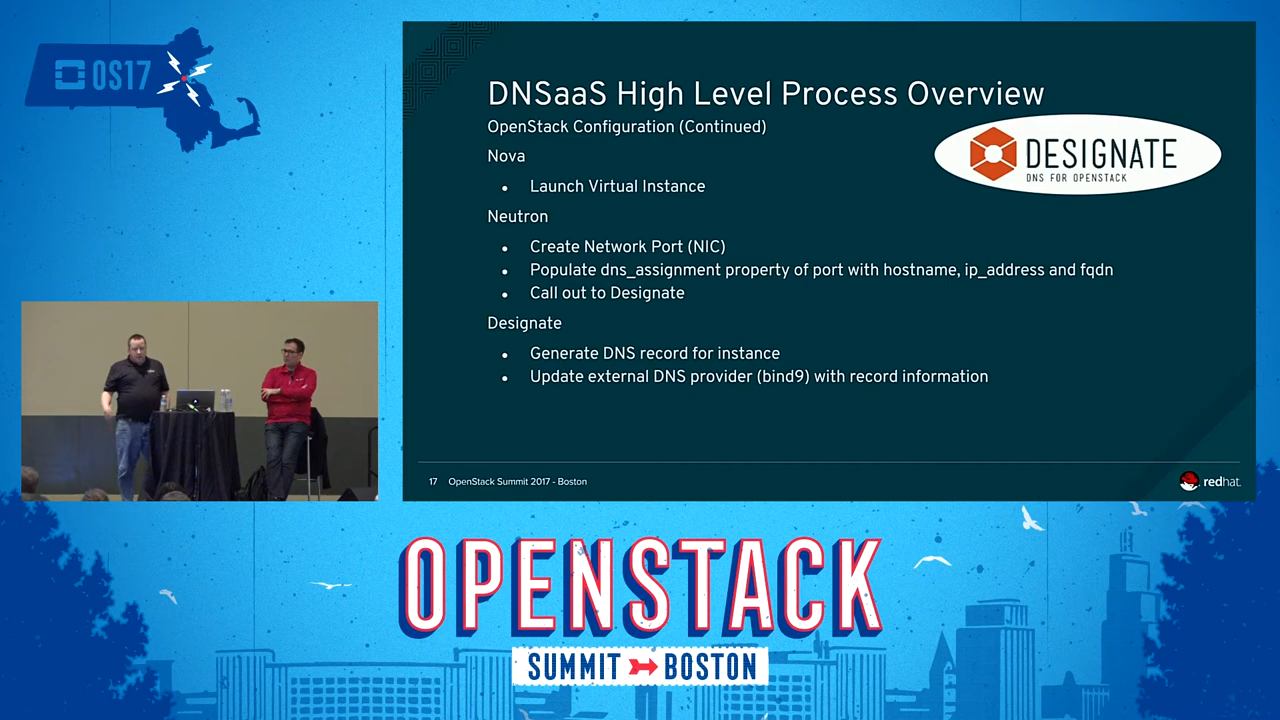 OS17
DNSaaS High Level Process Overview
OpenStack Configuration (Continued)
DESIGNATE
DNS FOR OPENSTACK
Nova
• Launch Virtual Instance
Neutron
• Create Network Port (NIC)
• Populate dns_assignment property of port with hostname, ip_address and fqdn
• Call out to Designate
Designate
• Generate DNS record for instance
• Update external DNS provider (bind9) with record information
17 OpenStack Summit 2017 - Boston
redhat.
OPENSTACK
SUMMIT BOSTON